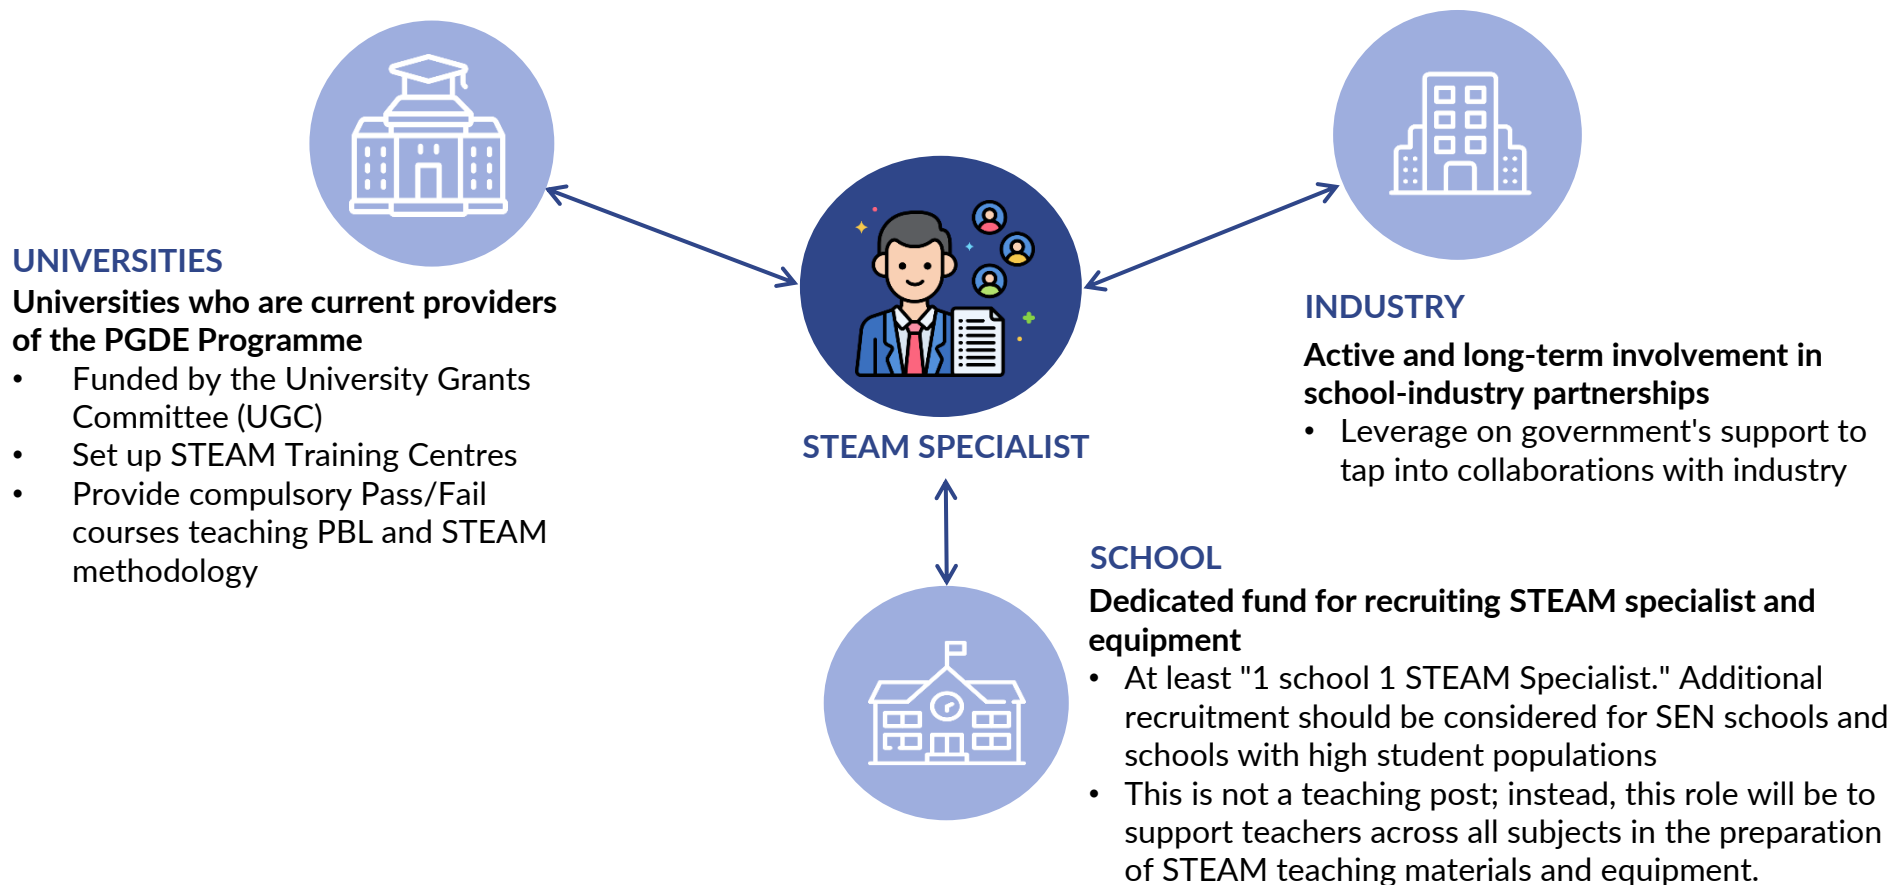 UNIVERSITIES
Universities who are current providers
of the PGDE Programme
• Funded by the University Grants
Committee (UGC)
• Set up STEAM Training Centres
• Provide compulsory Pass/Fail
courses teaching PBL and STEAM
methodology
STEAM SPECIALIST
INDUSTRY
Active and long-term involvement in
school-industry partnerships
• Leverage on government's support to
tap into collaborations with industry
SCHOOL
Dedicated fund for recruiting STEAM specialist and
equipment
• At least "1 school 1 STEAM Specialist." Additional
recruitment should be considered for SEN schools and
schools with high student populations
• This is not a teaching post; instead, this role will be to
support teachers across all subjects in the preparation
of STEAM teaching materials and equipment.